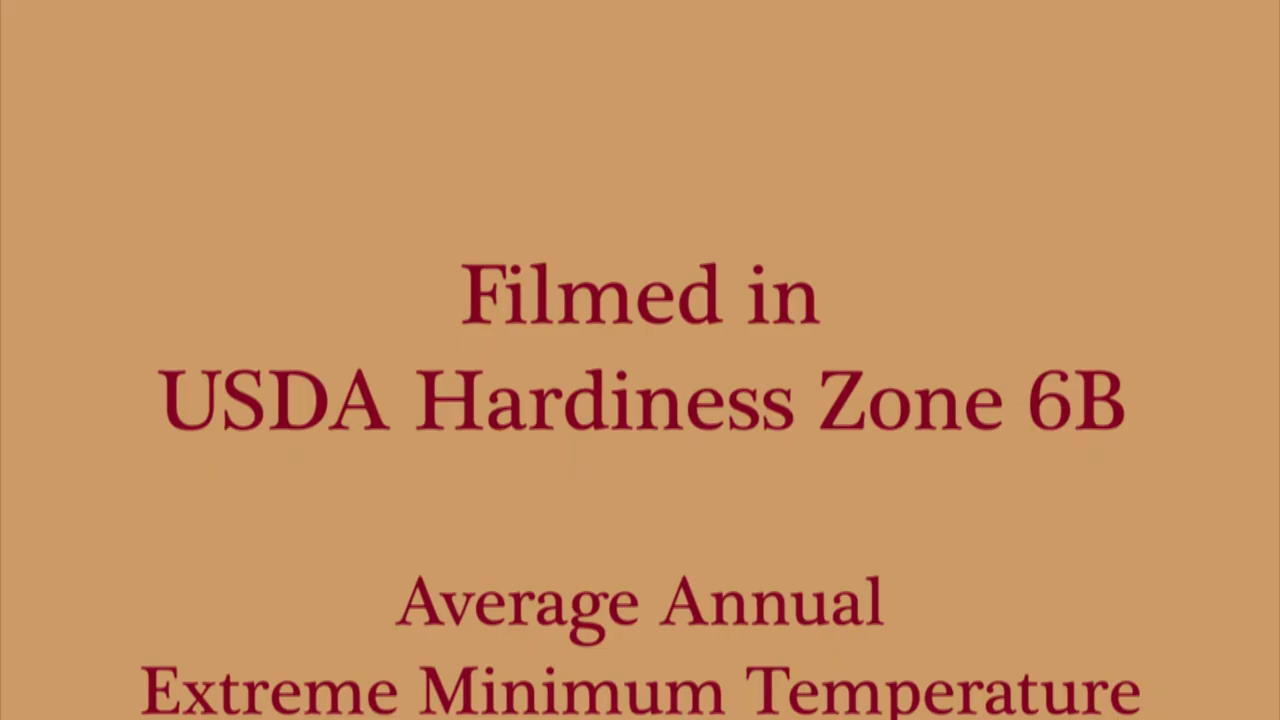 Filmed in
USDA Hardiness Zone 6B
Average Annual
Extreme Minimum Temperature